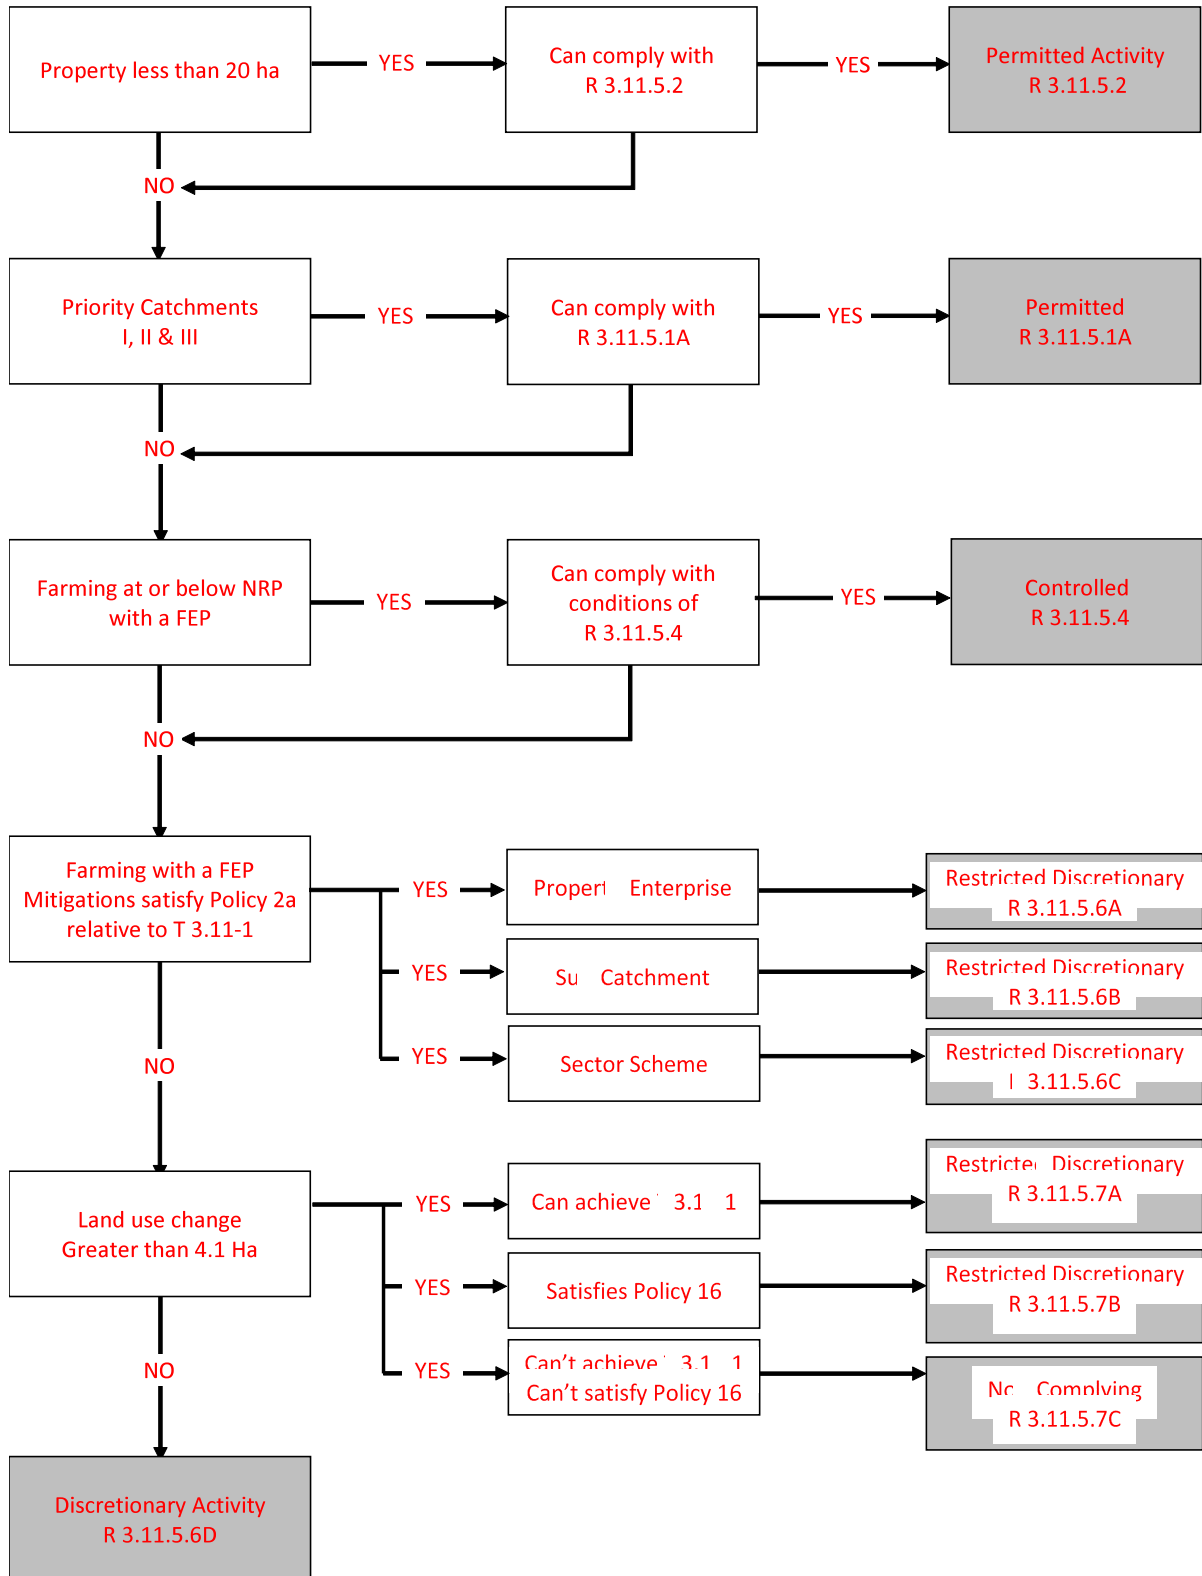 Property less than 20 ha
YES
Can comply with
R 3.11.5.2
YES
Permitted Activity
R 3.11.5.2
NO
Priority Catchments
I, II & III
YES
Can comply with
R 3.11.5.1A
YES
Permitted
R 3.11.5.1A
NO
Farming at or below NRP
with a FEP
YES
Can comply with
conditions of
R 3.11.5.4
YES
Controlled
R 3.11.5.4
NO
Farming with a FEP
Mitigations satisfy Policy 2a
relative to T 3.11-1
YES
Enterprise
Restricted Discretionary
R 3.11.5.6A
YES
Catchment
Restricted Discretionary
R 3.11.5.6B
YES
Sector Scheme
Restricted Discretionary
3.11.5.6C
NO
Land use change
Greater than 4.1 Ha
YES
Can achieve
Restricted Discretionary
R 3.11.5.7A
YES
Satisfies Policy 16
Restricted Discretionary
R 3.11.5.7B
YES
Can't achieve
Can't satisfy Policy 16
Complying
R 3.11.5.7C
NO
Discretionary Activity
R 3.11.5.6D